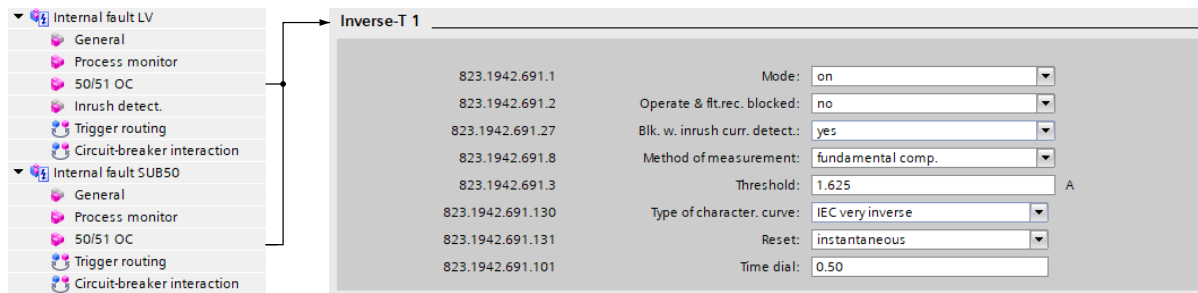 Internal fault LV
General
Process monitor
50/51 OC
Inrush detect.
Trigger routing
Circuit-breaker interaction
Internal fault SUB50
General
Process monitor
50/51 OC
Trigger routing
Circuit-breaker interaction
Inverse-T 1
823.1942.691.1 Mode: on
823.1942.691.2 Operate & flt.rec. blocked: no
823.1942.691.27 Blk. w. inrush curr. detect.: yes
823.1942.691.8 Method of measurement: fundamental comp.
823.1942.691.3 Threshold: 1.625 A
823.1942.691.130 Type of character. curve: IEC very inverse
823.1942.691.131 Reset: instantaneous
823.1942.691.101 Time dial: 0.50